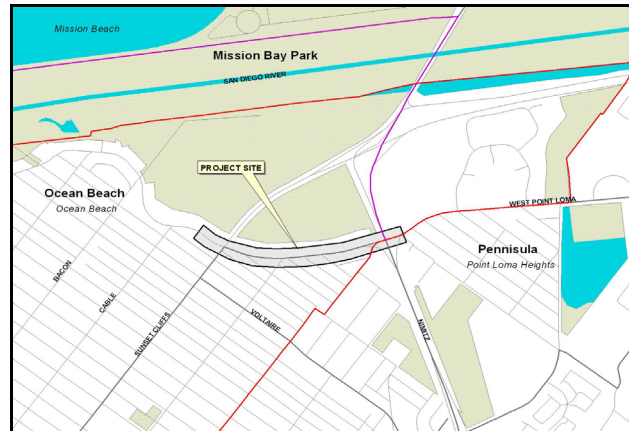 Mission Beach
Mission Bay Park
SAN DIEGO RIVER
PROJECT SITE
Ocean Beach
Ocean Beach
WEST POINT LOMA
Pennisula
Point Loma Heights
BACON
CABLE
SUNSET CLIFFS
VOLTAIRE
NIMITZ